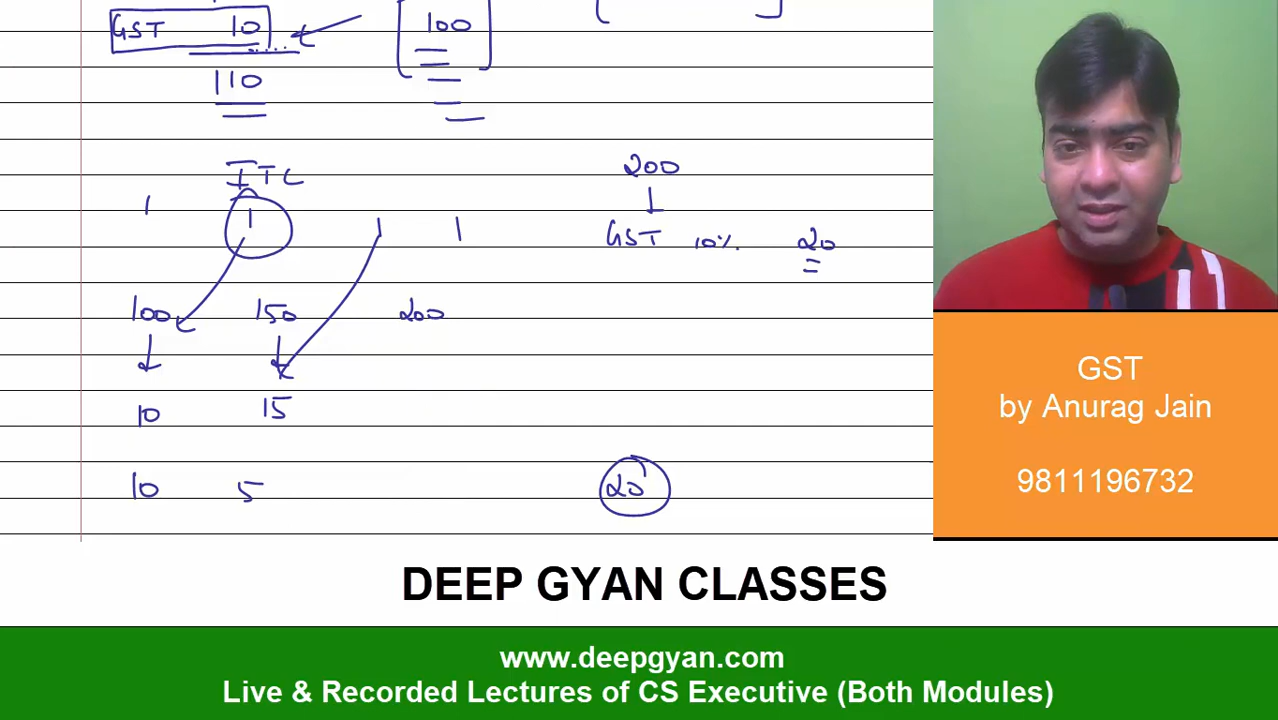 GST 10
100
110
ITC
1 1 1 1
200
GST 10% 20
100 150 200
10 15
10 5 20
GST
by Anurag Jain
9811196732
DEEP GYAN CLASSES
www.deepgyan.com
Live & Recorded Lectures of CS Executive (Both Modules)